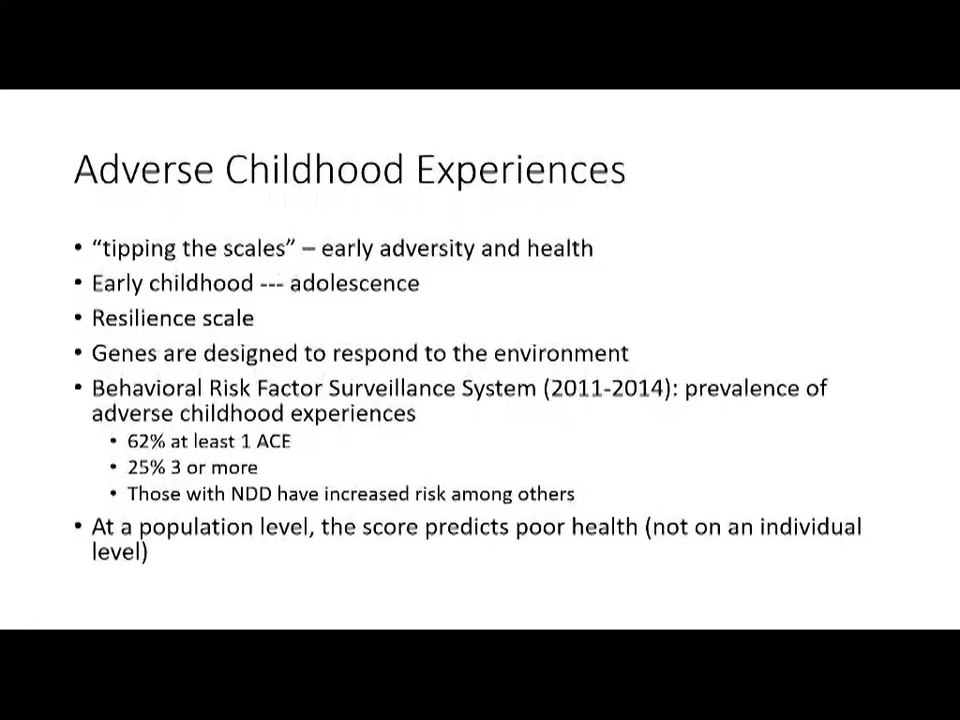 Adverse Childhood Experiences
• “tipping the scales” – early adversity and health
• Early childhood --- adolescence
• Resilience scale
• Genes are designed to respond to the environment
• Behavioral Risk Factor Surveillance System (2011-2014): prevalence of
adverse childhood experiences
• 62% at least 1 ACE
• 25% 3 or more
• Those with NDD have increased risk among others
• At a population level, the score predicts poor health (not on an individual
level)